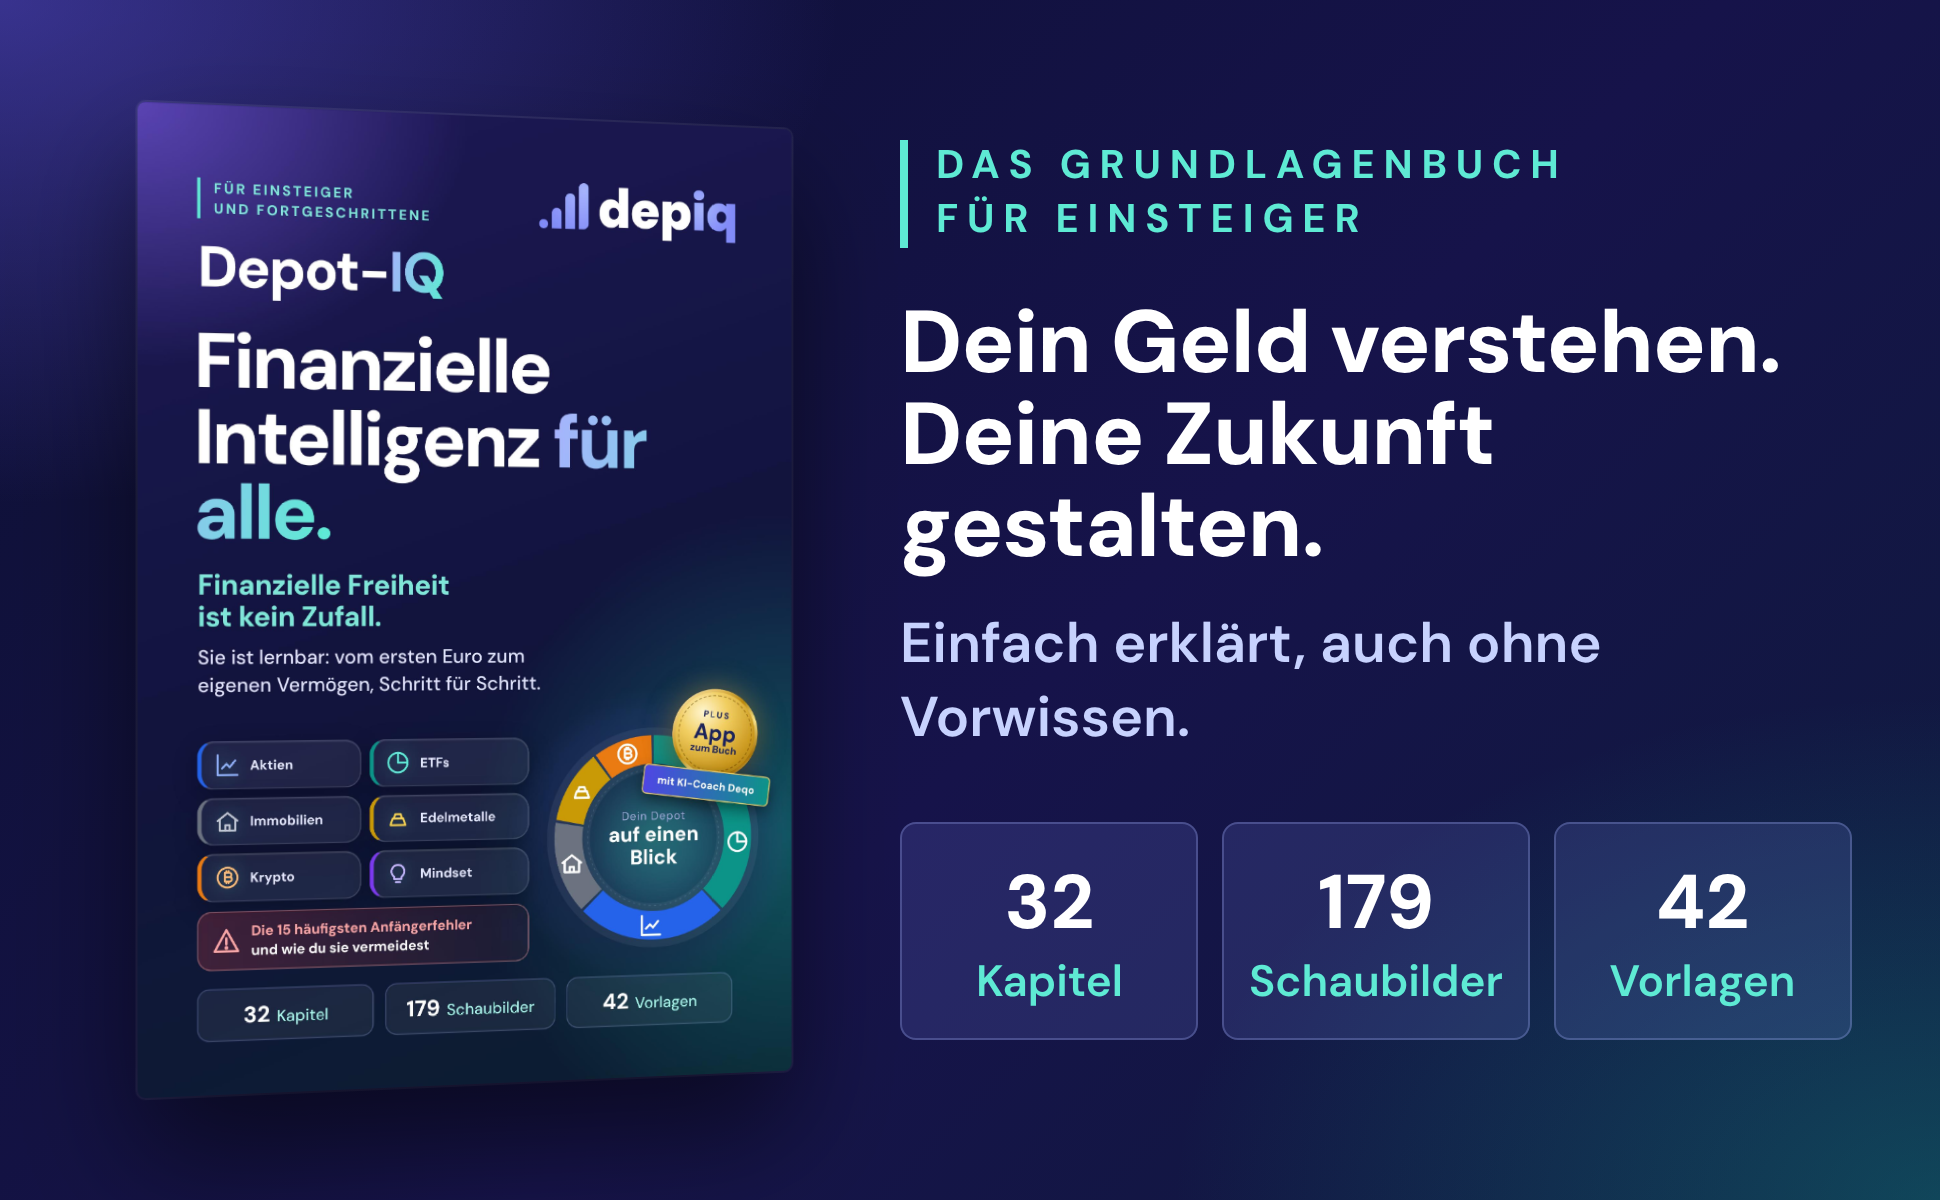 FÜR EINSTEIGER
UND FORTGESCHRITTENE
depiq
Depot-IQ
Finanzielle
Intelligenz für
alle.
Finanzielle Freiheit
ist kein Zufall.
Sie ist lernbar: vom ersten Euro zum
eigenen Vermögen, Schritt für Schritt.
PLUS
App
zum Buch
mit KI-Coach Deqo
Dein Depot
auf einen
Blick
Aktien
ETFs
Immobilien
Edelmetalle
Krypto
Mindset
Die 15 häufigsten Anfängerfehler
und wie du sie vermeidest
32 Kapitel
179 Schaubilder
42 Vorlagen
DAS GRUNDLAGENBUCH
FÜR EINSTEIGER
Dein Geld verstehen.
Deine Zukunft
gestalten.
Einfach erklärt, auch ohne
Vorwissen.
32
Kapitel
179
Schaubilder
42
Vorlagen